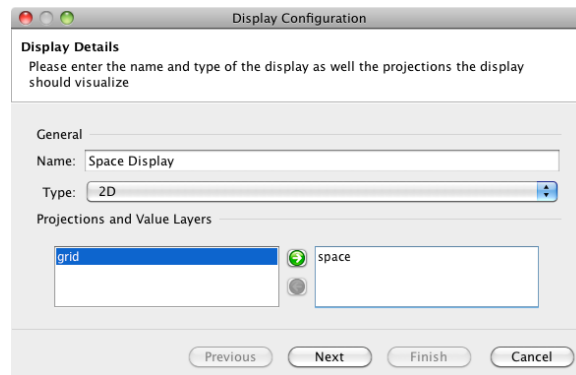 Display Configuration
Display Details
Please enter the name and type of the display as well the projections the display
should visualize
General
Name: Space Display
Type: 2D
Projections and Value Layers
grid
space
Previous Next Finish Cancel